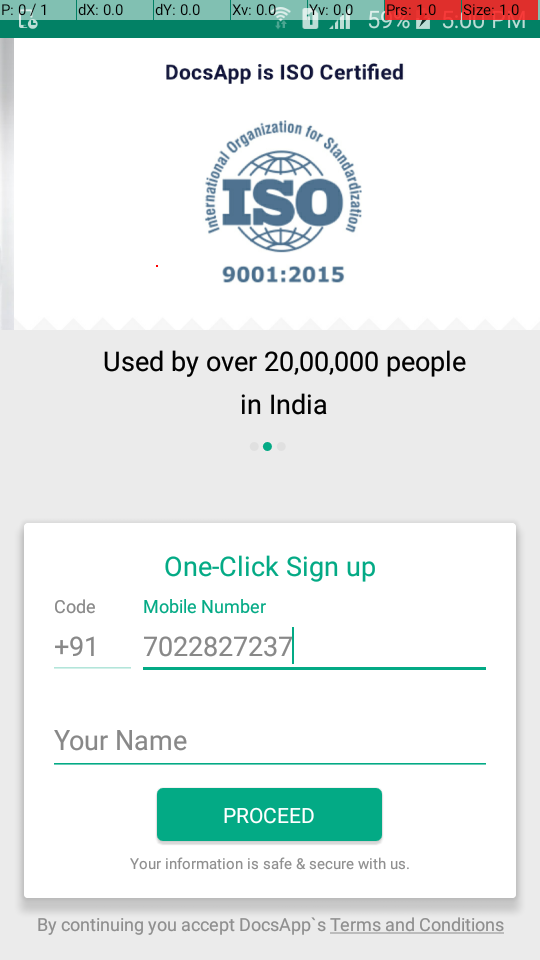 P: 0 / 1 dX: 0.0 dY: 0.0 Xv: 0.0 Yv: 0.0 Prs: 1.0 Size: 1.0
59% 5:00 PM
DocsApp is ISO Certified
International Organization for Standardization
ISO
9001:2015
Used by over 20,00,000 people
in India
One-Click Sign up
Code Mobile Number
+91 7022827237
Your Name
PROCEED
Your information is safe & secure with us.
By continuing you accept DocsApp`s Terms and Conditions